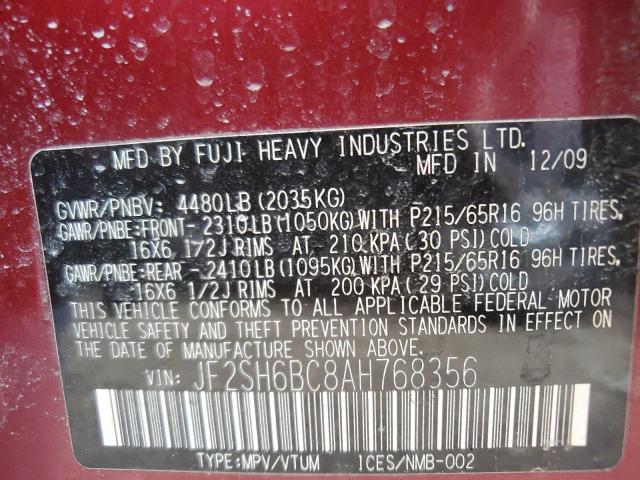 MFD BY FUJI HEAVY INDUSTRIES LTD.
MFD IN 12/09
GVWR/PNBV: 4480LB (2035KG)
GAWR/PNBE:FRONT- 2310LB(1050KG)WITH P215/65R16 96H TIRES,
16X6 1/2J RIMS AT 210 KPA( 30 PSI)COLD
GAWR/PNBE:REAR -2410LB(1095KG)WITH P215/65R16 96H TIRES,
16X6 1/2J RIMS AT 200 KPA( 29 PSI)COLD
THIS VEHICLE CONFORMS TO ALL APPLICABLE FEDERAL MOTOR
VEHICLE SAFETY AND THEFT PREVENTION STANDARDS IN EFFECT ON
THE DATE OF MANUFACTURE SHOWN ABOVE.
VIN: JF2SH6BC8AH768356
TYPE:MPV/VTUM ICES/NMB-002